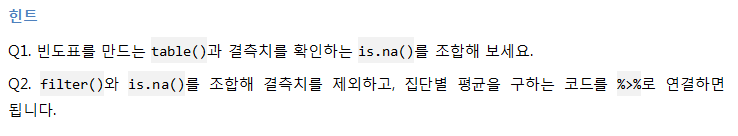 힌트
Q1. 빈도표를 만드는 table()과 결측치를 확인하는 is.na()를 조합해 보세요.
Q2. filter()와 is.na()를 조합해 결측치를 제외하고, 집단별 평균을 구하는 코드를 %>%로 연결하면
됩니다.